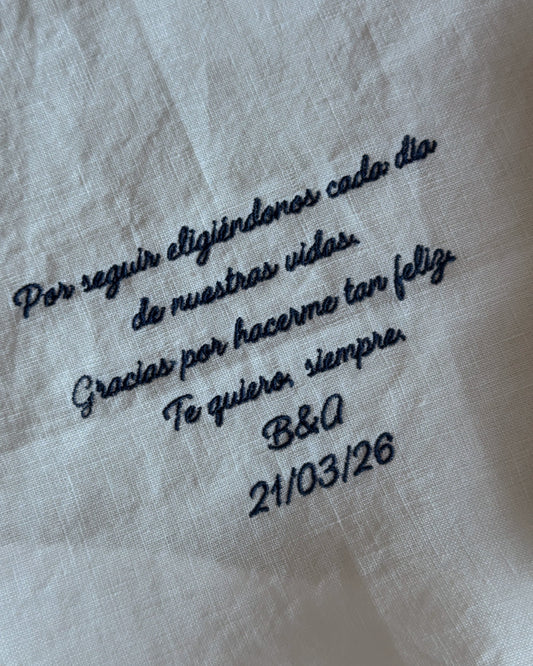 Por seguir eligiéndonos cada día
de nuestras vidas.
Gracias por hacerme tan feliz.
Te quiero, siempre.
B&A
21/03/26